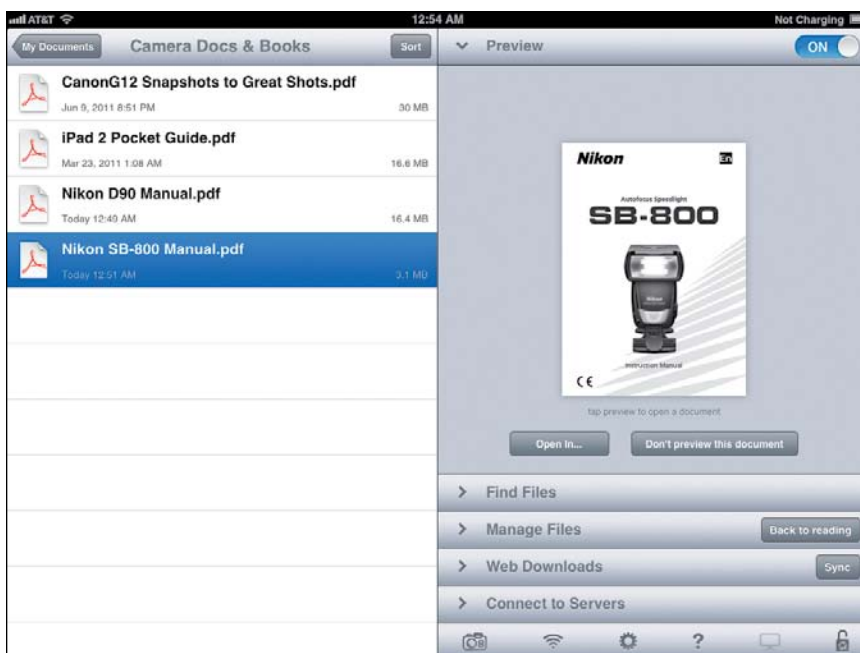 AT&T 12:54 AM Not Charging
My Documents Camera Docs & Books Sort
CanonG12 Snapshots to Great Shots.pdf
Jun 9, 2011 8:51 PM 30 MB
iPad 2 Pocket Guide.pdf
Mar 23, 2011 1:08 AM 16.6 MB
Nikon D90 Manual.pdf
Today 12:49 AM 16.4 MB
Nikon SB-800 Manual.pdf
Today 12:51 AM 3.1 MB
Preview ON
Nikon En
Autofocus Speedlight
SB-800
Nikon
Instruction Manual
CE
tap preview to open a document
Open In... Don't preview this document
Find Files
Manage Files Back to reading
Web Downloads Sync
Connect to Servers
?